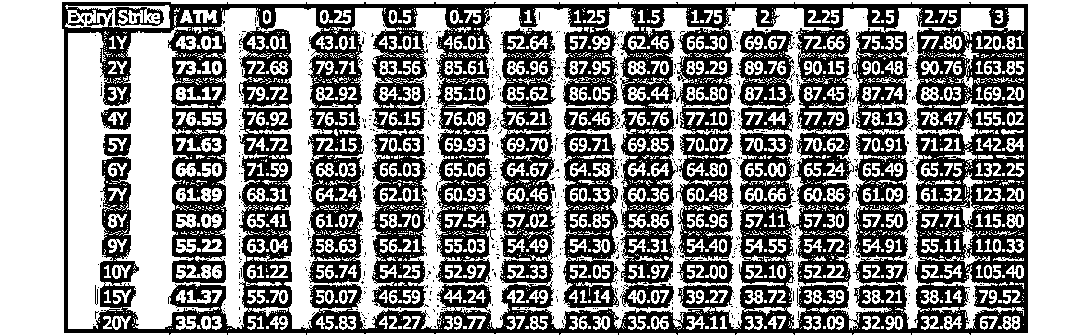 Expiry\Strike ATM 0 0.25 0.5 0.75 1 1.25 1.5 1.75 2 2.25 2.5 2.75 3
1Y 43.01 43.01 43.01 43.01 46.01 52.64 57.99 62.46 66.30 69.67 72.66 75.35 77.80 120.81
2Y 73.10 72.68 79.71 83.56 85.61 86.96 87.95 88.70 89.29 89.76 90.15 90.48 90.76 163.85
3Y 81.17 79.72 82.92 84.38 85.10 85.62 86.05 86.44 86.80 87.13 87.45 87.74 88.03 169.20
4Y 76.55 76.92 76.51 76.15 76.08 76.21 76.46 76.76 77.10 77.44 77.79 78.13 78.47 155.02
5Y 71.63 74.72 72.15 70.63 69.93 69.70 69.71 69.85 70.07 70.33 70.62 70.91 71.21 142.84
6Y 66.50 71.59 68.03 66.03 65.06 64.67 64.58 64.64 64.80 65.00 65.24 65.49 65.75 132.25
7Y 61.89 68.31 64.24 62.01 60.93 60.46 60.33 60.36 60.48 60.66 60.86 61.09 61.32 123.20
8Y 58.09 65.41 61.07 58.70 57.54 57.02 56.85 56.86 56.96 57.11 57.30 57.50 57.71 115.80
9Y 55.22 63.04 58.63 56.21 55.03 54.49 54.30 54.31 54.40 54.55 54.72 54.91 55.11 110.33
10Y 52.86 61.22 56.74 54.25 52.97 52.33 52.05 51.97 52.00 52.10 52.22 52.37 52.54 105.40
15Y 41.37 55.70 50.07 46.59 44.24 42.49 41.14 40.07 39.27 38.72 38.39 38.21 38.14 79.52
20Y 35.03 51.49 45.83 42.27 39.77 37.85 36.30 35.06 34.11 33.47 33.09 32.90 32.84 67.88